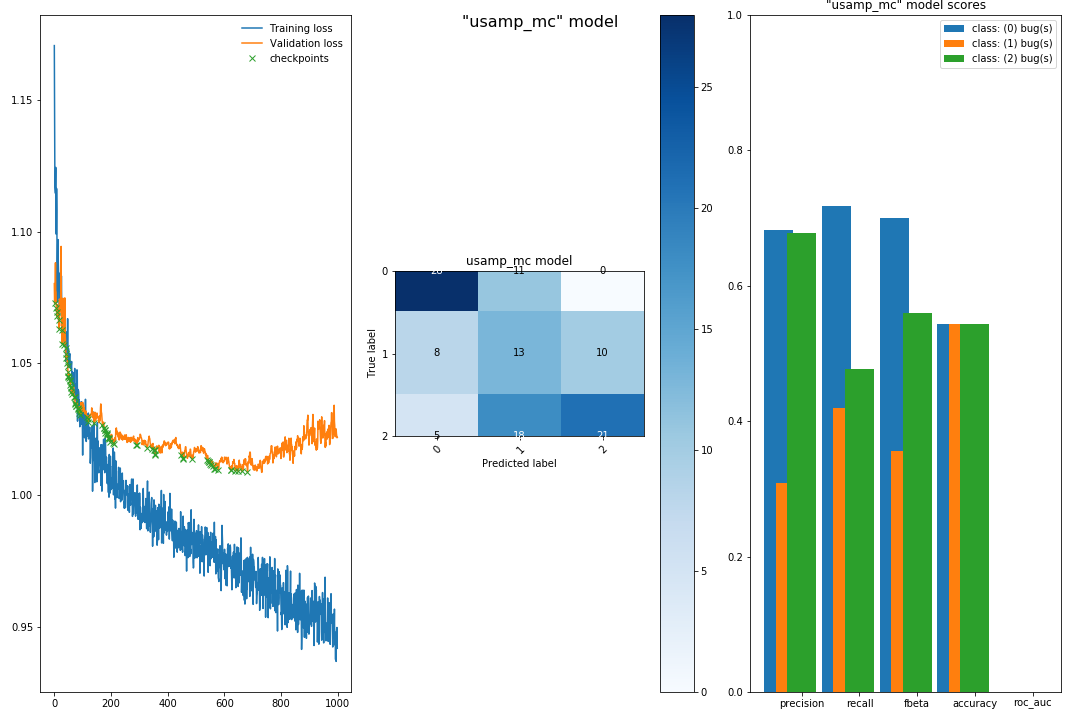 "usamp_mc" model
Training loss
Validation loss
checkpoints
1.15
1.10
1.05
1.00
0.95
0
200
400
600
800
1000
usamp_mc model
True label
0
1
2
28
11
0
8
13
10
5
18
21
0
1
2
Predicted label
25
20
15
10
5
0
"usamp_mc" model scores
class: (0) bug(s)
class: (1) bug(s)
class: (2) bug(s)
1.0
0.8
0.6
0.4
0.2
0.0
precision
recall
fbeta
accuracy
roc_auc